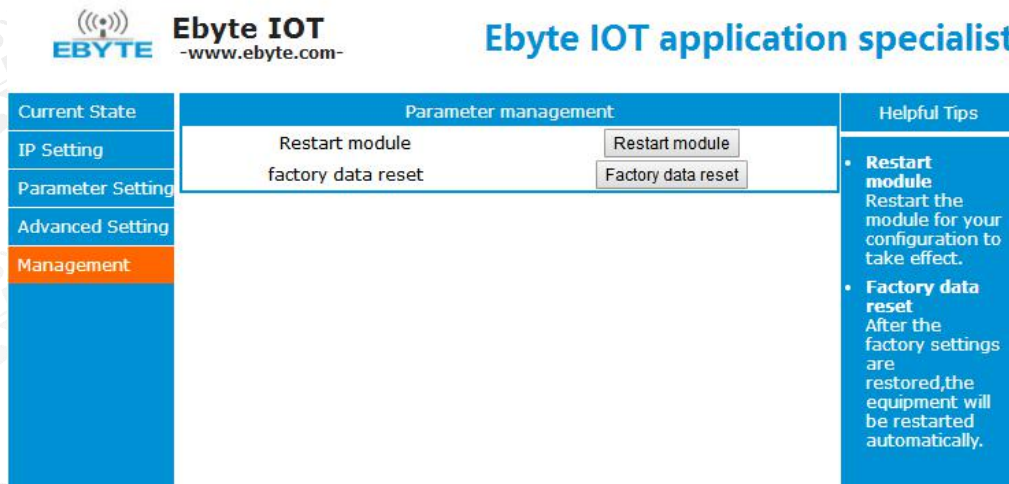 EBYTE
Ebyte IOT
-www.ebyte.com-
Ebyte IOT application specialist
Current State
IP Setting
Parameter Setting
Advanced Setting
Management
Parameter management
Restart module
Restart module
factory data reset
Factory data reset
Helpful Tips
• Restart
module
Restart the
module for your
configuration to
take effect.
• Factory data
reset
After the
factory settings
are
restored,the
equipment will
be restarted
automatically.